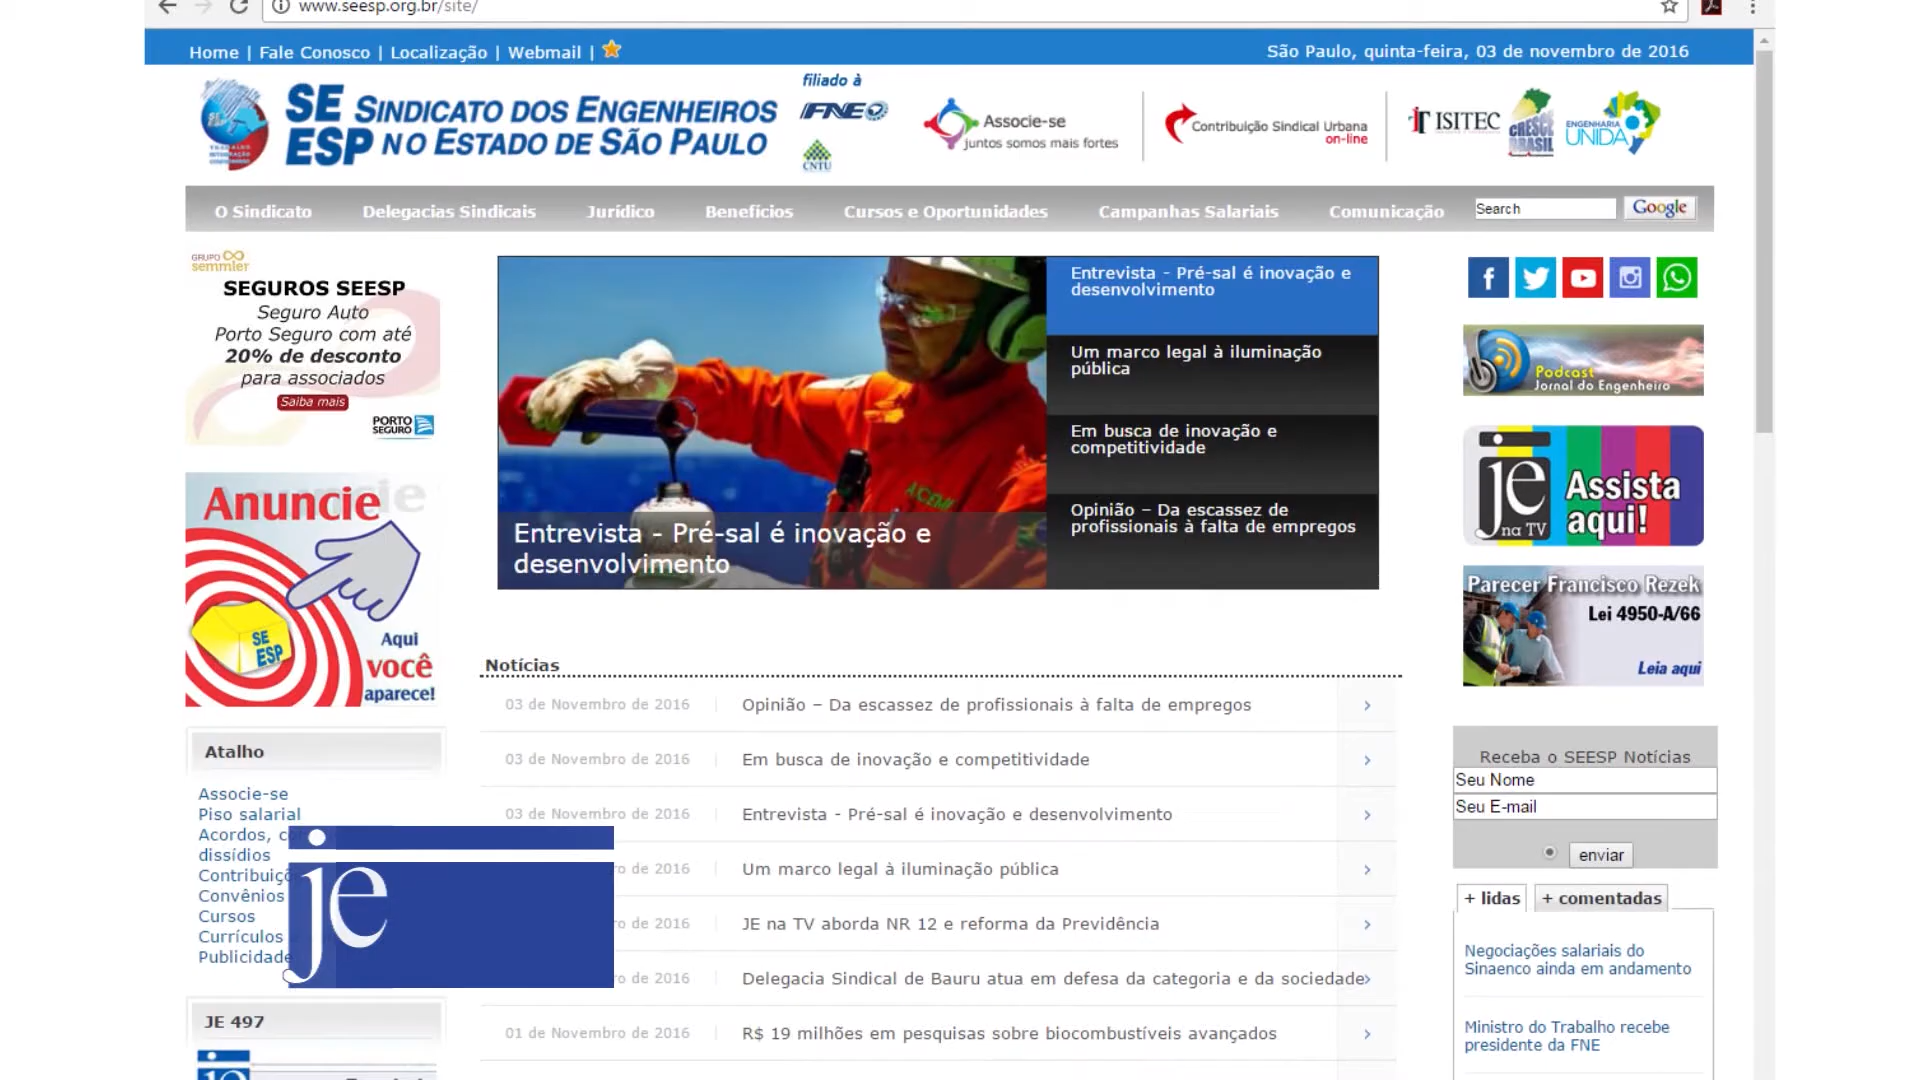 www.seesp.org.br/site/
Home | Fale Conosco | Localização | Webmail |
São Paulo, quinta-feira, 03 de novembro de 2016
SE SINDICATO DOS ENGENHEIROS
ESP NO ESTADO DE SÃO PAULO
filiado à
FNE
CNTU
Associe-se
juntos somos mais fortes
Contribuição Sindical Urbana
on-line
ISITEC
CRESCE
BRASIL
ENGENHARIA
UNIDA
O Sindicato
Delegacias Sindicais
Jurídico
Benefícios
Cursos e Oportunidades
Campanhas Salariais
Comunicação
Search
Google
GRUPO
semmler
SEGUROS SEESP
Seguro Auto
Porto Seguro com até
20% de desconto
para associados
Saiba mais
PORTO
SEGURO
Entrevista - Pré-sal é inovação e
desenvolvimento
Entrevista - Pré-sal é inovação e
desenvolvimento
Um marco legal à iluminação
pública
Em busca de inovação e
competitividade
Opinião – Da escassez de
profissionais à falta de empregos
Podcast
Jornal do Engenheiro
je
na TV
Assista
aqui!
Parecer Francisco Rezek
Lei 4950-A/66
Leia aqui
Anuncie
SE
ESP
Aqui
você
aparece!
Notícias
03 de Novembro de 2016 Opinião – Da escassez de profissionais à falta de empregos
03 de Novembro de 2016 Em busca de inovação e competitividade
03 de Novembro de 2016 Entrevista - Pré-sal é inovação e desenvolvimento
ro de 2016 Um marco legal à iluminação pública
ro de 2016 JE na TV aborda NR 12 e reforma da Previdência
ro de 2016 Delegacia Sindical de Bauru atua em defesa da categoria e da sociedade
01 de Novembro de 2016 R$ 19 milhões em pesquisas sobre biocombustíveis avançados
Atalho
Associe-se
Piso salarial
Acordos,
dissídios
Contribuiç
Convênios
Cursos
Currículos
Publicidade
je
JE 497
Receba o SEESP Notícias
Seu Nome
Seu E-mail
enviar
+ lidas
+ comentadas
Negociações salariais do
Sinaenco ainda em andamento
Ministro do Trabalho recebe
presidente da FNE